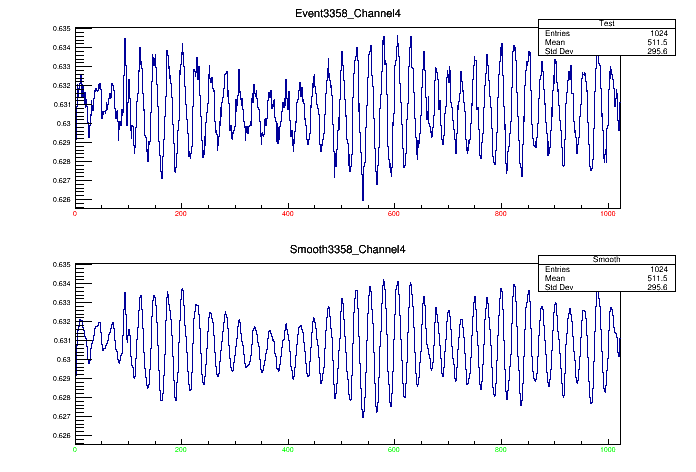 Event3358_Channel4
Test
Entries 1024
Mean 511.5
Std Dev 295.6
0.635
0.634
0.633
0.632
0.631
0.63
0.629
0.628
0.627
0.626
0 200 400 600 800 1000
Smooth3358_Channel4
Smooth
Entries 1024
Mean 511.5
Std Dev 295.6
0.635
0.634
0.633
0.632
0.631
0.63
0.629
0.628
0.627
0.626
0 200 400 600 800 1000